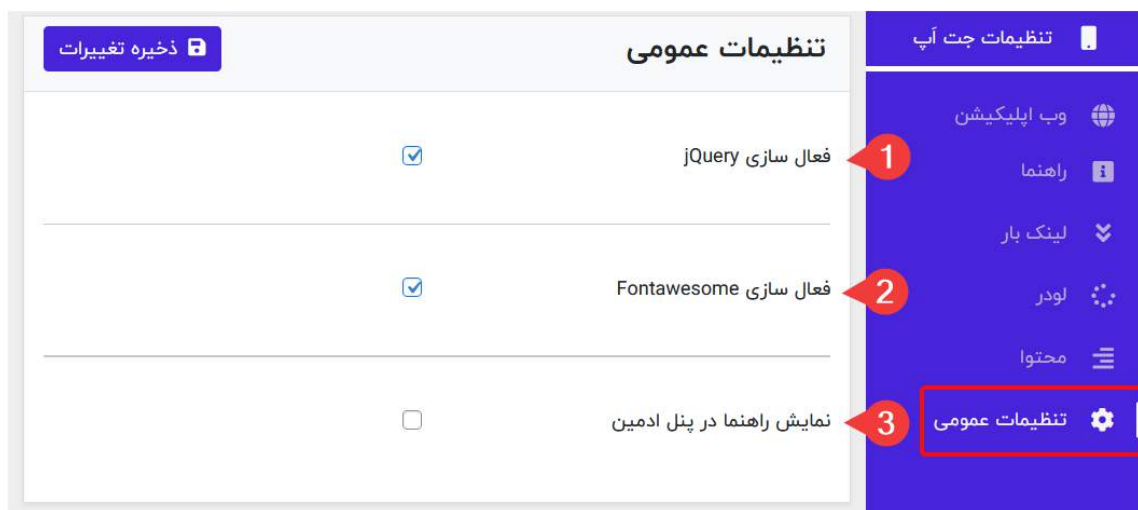 تنظیمات جت اَپ
وب اپلیکیشن
راهنما
لینک بار
لودر
محتوا
تنظیمات عمومی
تنظیمات عمومی
ذخیره تغییرات
1
فعال سازی jQuery
2
فعال سازی Fontawesome
3
نمایش راهنما در پنل ادمین